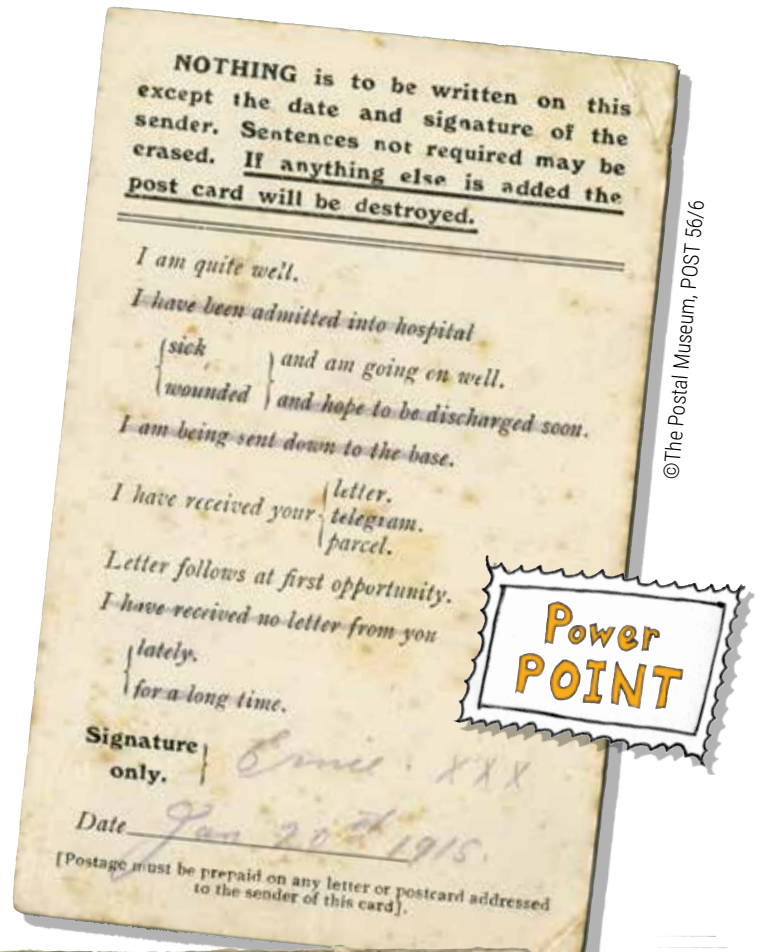 NOTHING is to be written on this
except the date and signature of the
sender. Sentences not required may be
erased. If anything else is added the
post card will be destroyed.
I am quite well.
I have been admitted into hospital
sick
and am going on well.
wounded
and hope to be discharged soon.
I am being sent down to the base.
letter.
I have received your telegram.
parcel.
Letter follows at first opportunity.
I have received no letter from you
lately.
for a long time.
Signature
only.
Ernie. XXX
Date Jan 20th 1915.
[Postage must be prepaid on any letter or postcard addressed
to the sender of this card].
©The Postal Museum, POST 56/6
Power
POINT